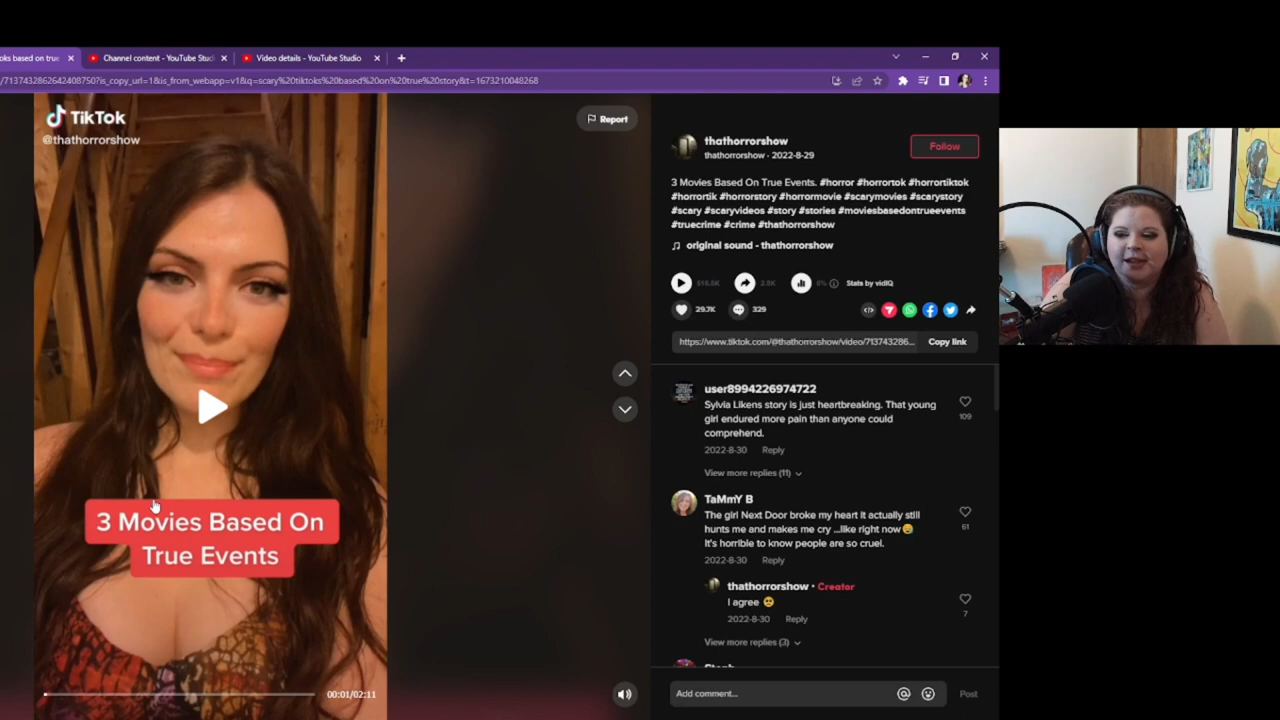 oks based on true
Channel content - YouTube Stud
Video details - YouTube Studio
/7137432862642408750?is_copy_url=1&is_from_webapp=v1&q=scary%20tiktoks%20based%20on%20true%20story&t=1673210048268
TikTok
@thathorrorshow
Report
3 Movies Based On
True Events
00:01/02:11
thathorrorshow
thathorrorshow · 2022-8-29
Follow
3 Movies Based On True Events. #horror #horrortok #horrortiktok
#horrortik #horrorstory #horrormovie #scarymovies #scarystory
#scary #scaryvideos #story #stories #moviesbasedontrueevents
#truecrime #crime #thathorrorshow
original sound - thathorrorshow
Stats by vidIQ
29.7K
329
https://www.tiktok.com/@thathorrorshow/video/713743286...
Copy link
user8994226974722
Sylvia Likens story is just heartbreaking. That young
girl endured more pain than anyone could
comprehend.
109
2022-8-30 Reply
View more replies (11)
TaMmY B
The girl Next Door broke my heart it actually still
hunts me and makes me cry ...like right now😪
It's horrible to know people are so cruel.
61
2022-8-30 Reply
thathorrorshow · Creator
I agree 🥺
7
2022-8-30 Reply
View more replies (3)
Add comment...
Post